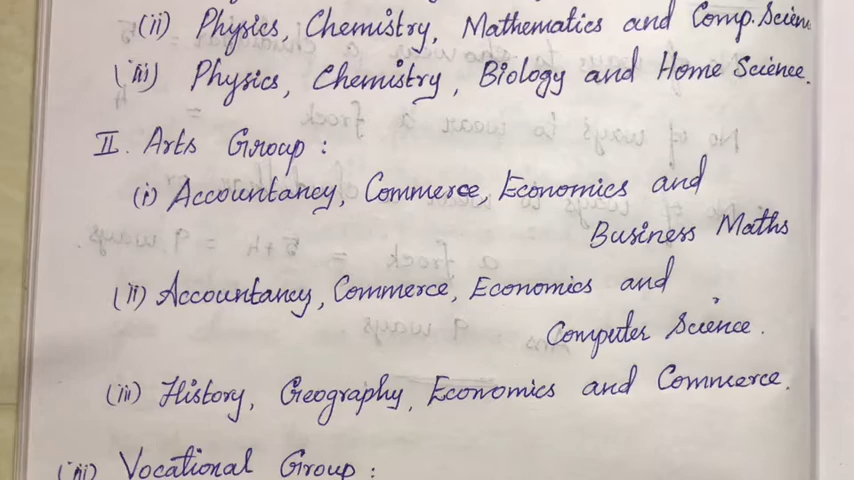 (ii) Physics, Chemistry, Mathematics and Comp. Scien
(iii) Physics, Chemistry, Biology and Home Science.
II. Arts Group :
(i) Accountancy, Commerce, Economics and
Business Maths
(ii) Accountancy, Commerce, Economics and
Computer Science.
(iii) History, Geography, Economics and Commerce.
(iii) Vocational Group :